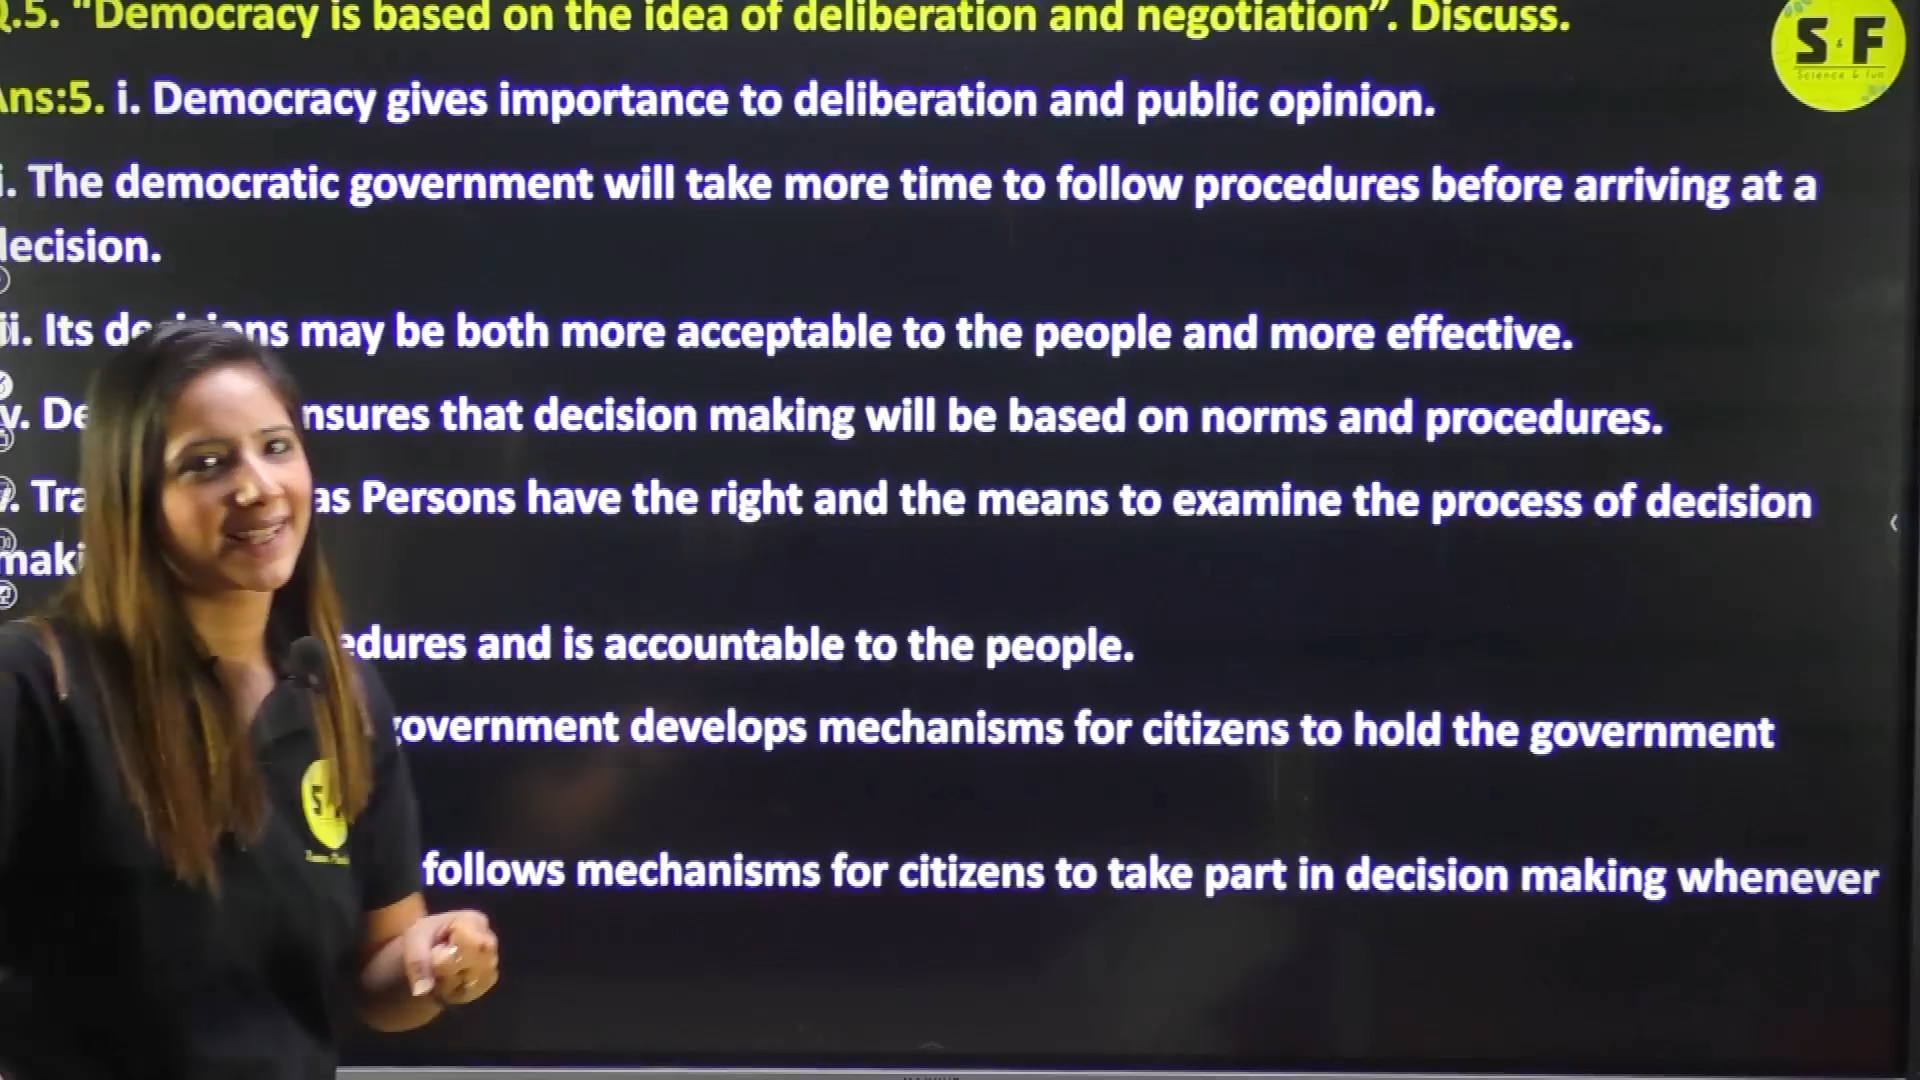 .5. “Democracy is based on the idea of deliberation and negotiation”. Discuss.
S & F
Science & fun
Ans:5. i. Democracy gives importance to deliberation and public opinion.
i. The democratic government will take more time to follow procedures before arriving at a
decision.
ii. Its decisions may be both more acceptable to the people and more effective.
v. De nsures that decision making will be based on norms and procedures.
v. Tra as Persons have the right and the means to examine the process of decision
maki
edures and is accountable to the people.
government develops mechanisms for citizens to hold the government
follows mechanisms for citizens to take part in decision making whenever